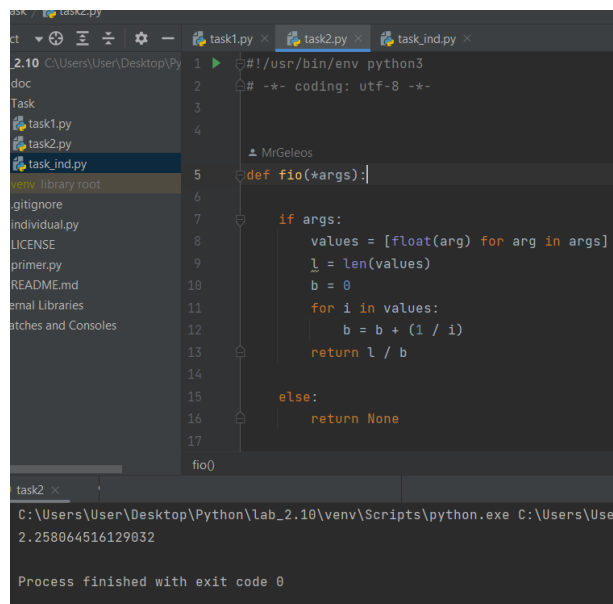 ask / task2.py
ct
task1.py
task2.py
task_ind.py
_2.10 C:\Users\User\Desktop\Py
doc
Task
task1.py
task2.py
task_ind.py
venv library root
.gitignore
individual.py
LICENSE
primer.py
README.md
ernal Libraries
atches and Consoles
1 #!/usr/bin/env python3
2 # -*- coding: utf-8 -*-
3
4
MrGeleos
5 def fio(*args):
6
7 if args:
8 values = [float(arg) for arg in args]
9 l = len(values)
10 b = 0
11 for i in values:
12 b = b + (1 / i)
13 return l / b
14
15 else:
16 return None
17
fio()
task2
C:\Users\User\Desktop\Python\lab_2.10\venv\Scripts\python.exe C:\Users\Use
2.258064516129032
Process finished with exit code 0